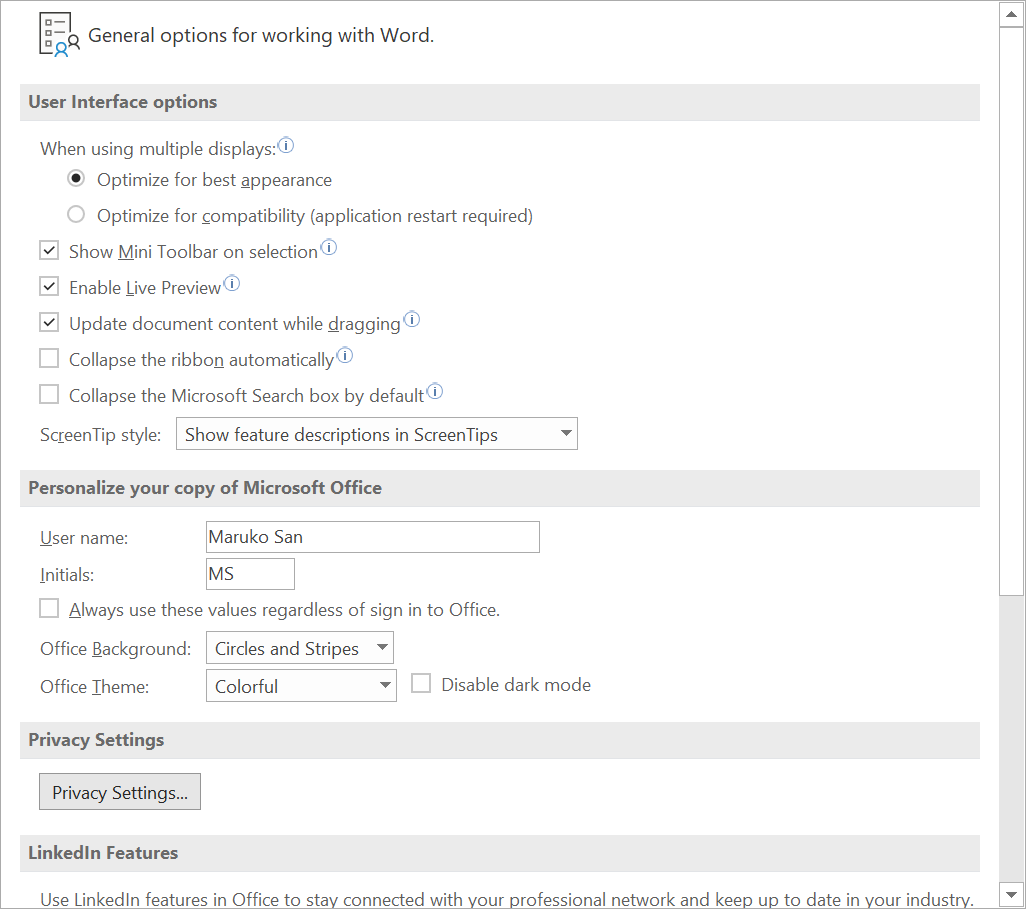 General options for working with Word.
User Interface options
When using multiple displays:
Optimize for best appearance
Optimize for compatibility (application restart required)
Show Mini Toolbar on selection
Enable Live Preview
Update document content while dragging
Collapse the ribbon automatically
Collapse the Microsoft Search box by default
ScreenTip style: Show feature descriptions in ScreenTips
Personalize your copy of Microsoft Office
User name: Maruko San
Initials: MS
Always use these values regardless of sign in to Office.
Office Background: Circles and Stripes
Office Theme: Colorful Disable dark mode
Privacy Settings
Privacy Settings...
LinkedIn Features
Use LinkedIn features in Office to stay connected with your professional network and keep up to date in your industry.